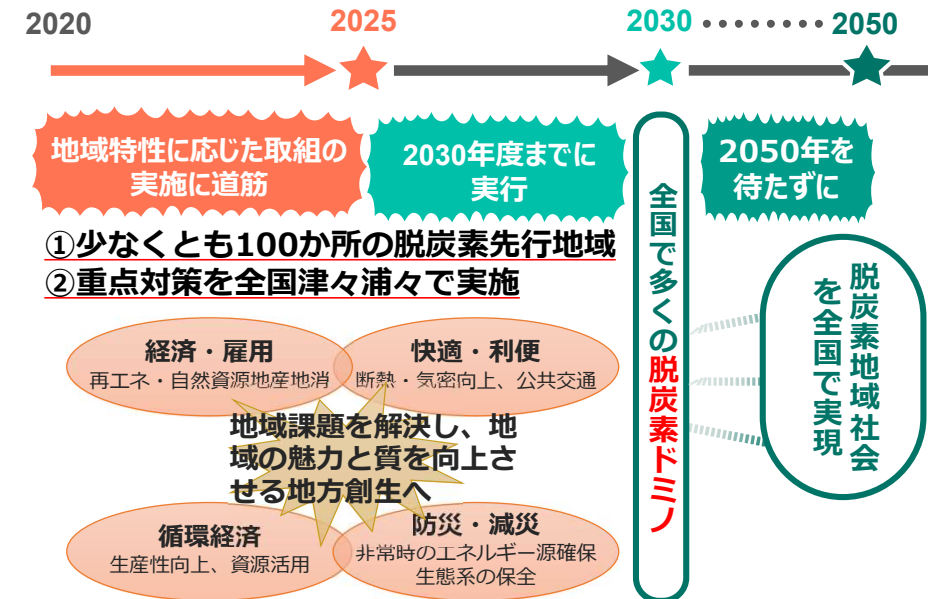 2020
2025
2030
2050
地域特性に応じた取組の
実施に道筋
2030年度までに
実行
2050年を
待たずに
①少なくとも100か所の脱炭素先行地域
②重点対策を全国津々浦々で実施
経済・雇用
再エネ・自然資源地産地消
快適・利便
断熱・気密向上、公共交通
地域課題を解決し、地
域の魅力と質を向上さ
せる地方創生へ
循環経済
生産性向上、資源活用
防災・減災
非常時のエネルギー源確保
生態系の保全
全国で多くの脱炭素ドミノ
脱炭素地域社会
を全国で実現